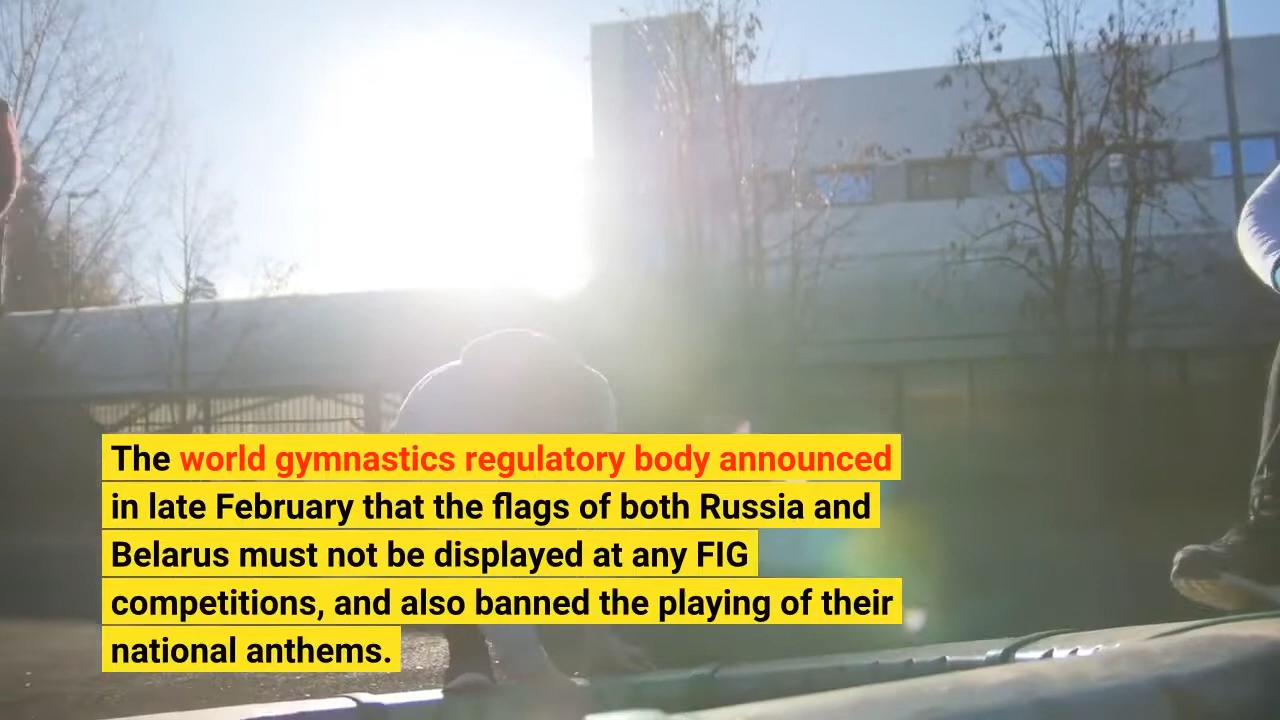 The world gymnastics regulatory body announced
in late February that the flags of both Russia and
Belarus must not be displayed at any FIG
competitions, and also banned the playing of their
national anthems.